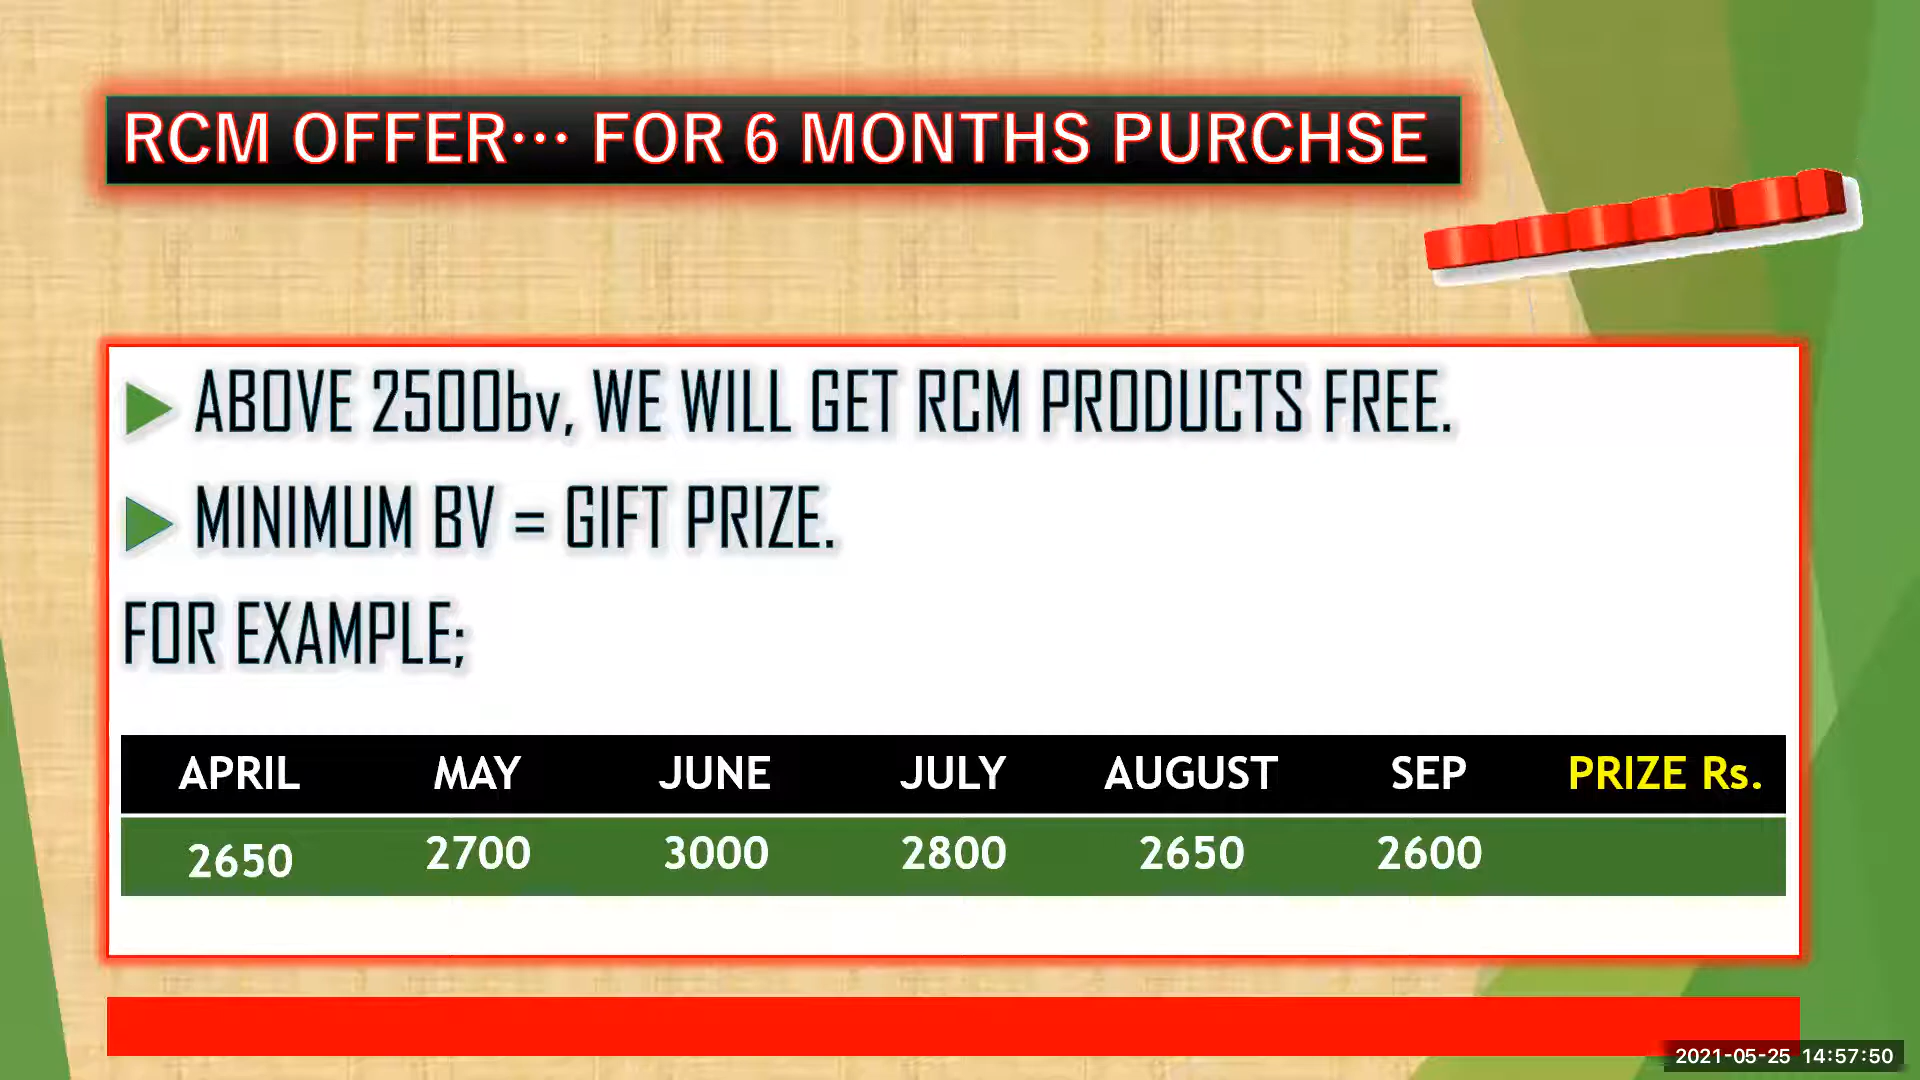 RCM OFFER··· FOR 6 MONTHS PURCHSE
ABOVE 2500bv, WE WILL GET RCM PRODUCTS FREE.
MINIMUM BV = GIFT PRIZE.
FOR EXAMPLE;
APRIL MAY JUNE JULY AUGUST SEP PRIZE Rs.
2650 2700 3000 2800 2650 2600
2021-05-25 14:57:50